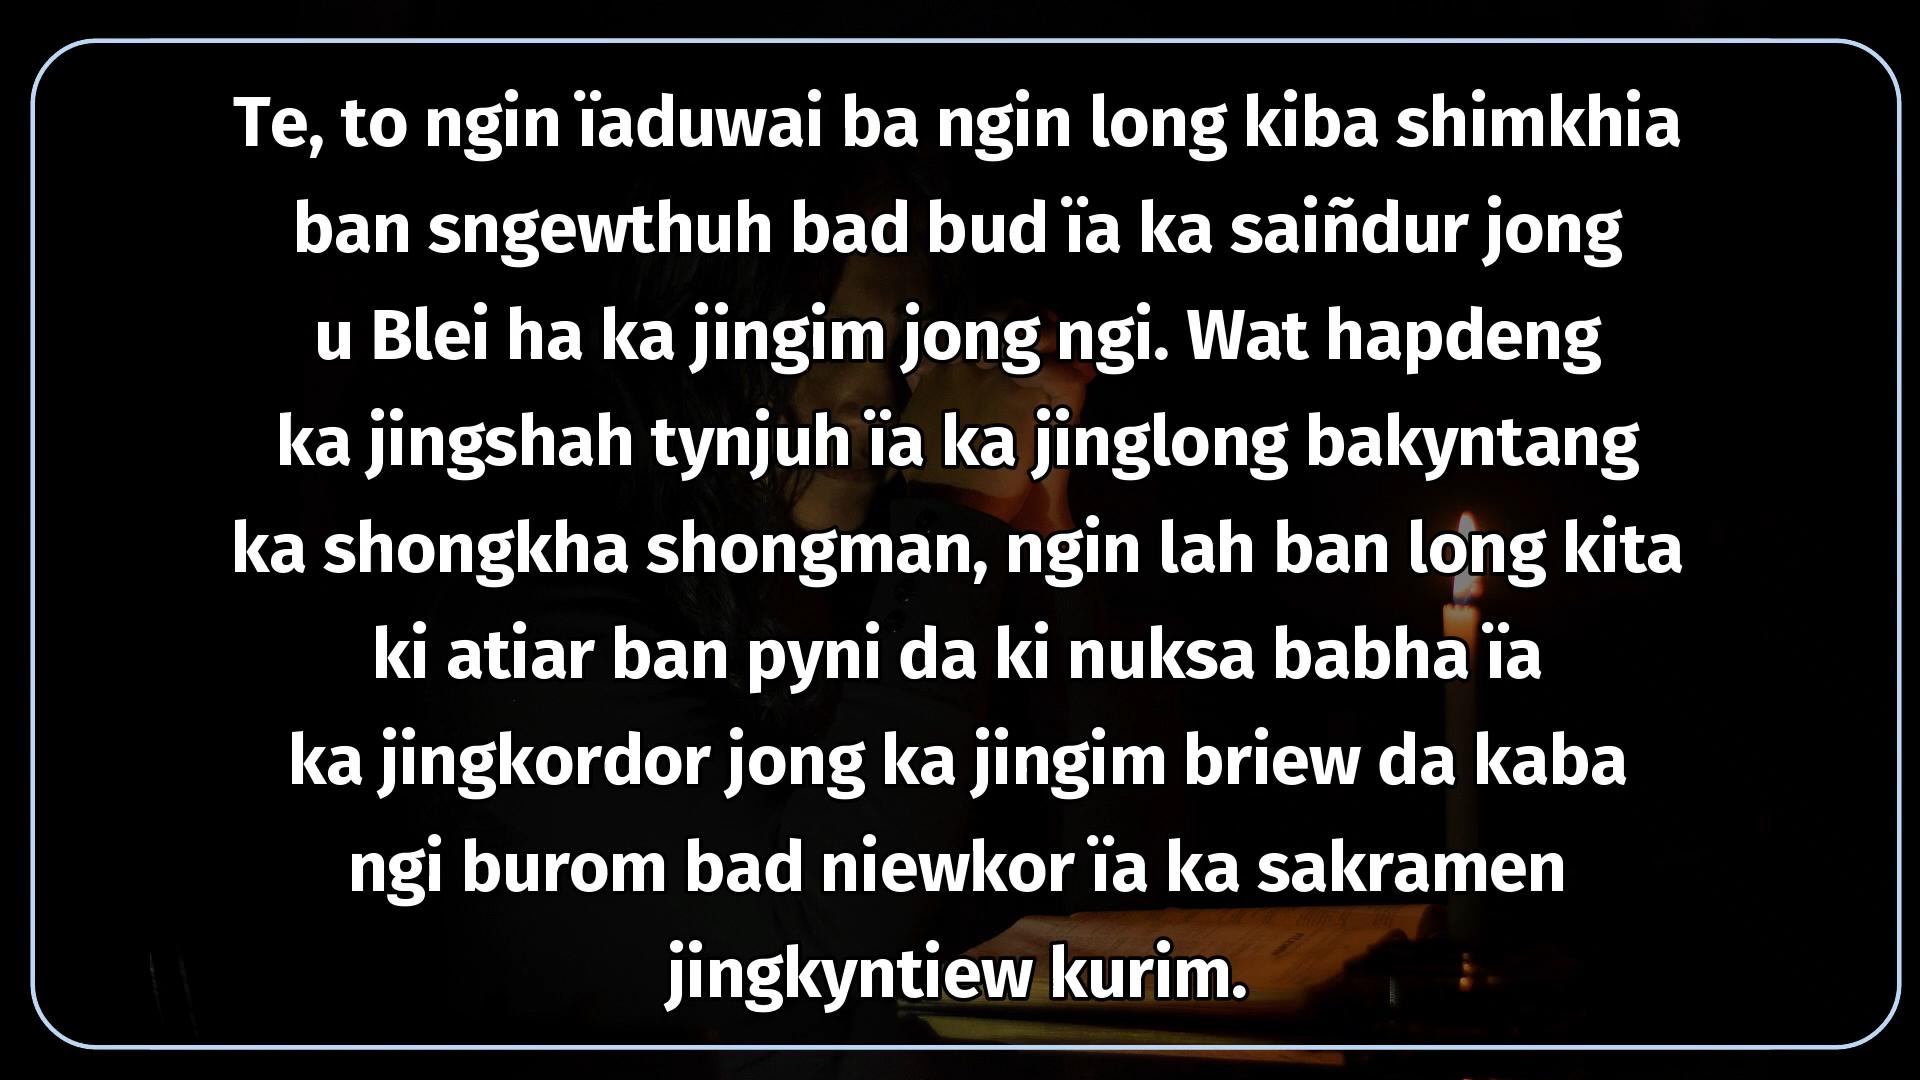 Te, to ngin ïaduwai ba ngin long kiba shimkhia
ban sngewthuh bad bud ïa ka saiñdur jong
u Blei ha ka jingim jong ngi. Wat hapdeng
ka jingshah tynjuh ïa ka jinglong bakyntang
ka shongkha shongman, ngin lah ban long kita
ki atiar ban pyni da ki nuksa babha ïa
ka jingkordor jong ka jingim briew da kaba
ngi burom bad niewkor ïa ka sakramen
jingkyntiew kurim.